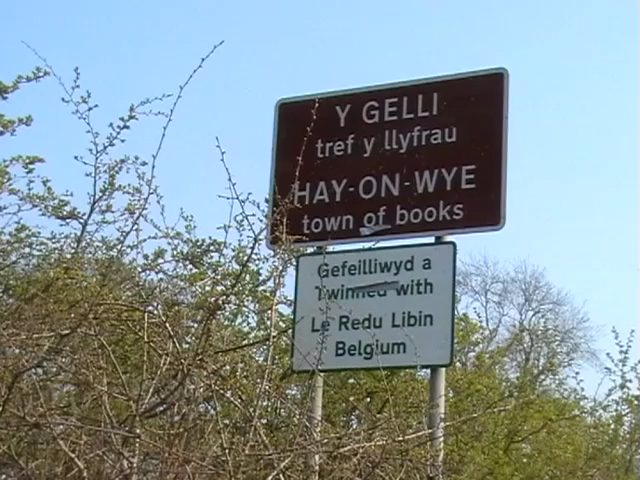 Y GELLI
tref y llyfrau
HAY-ON-WYE
town of books
Gefeilliwyd a
Twinned with
Le Redu Libin
Belgium